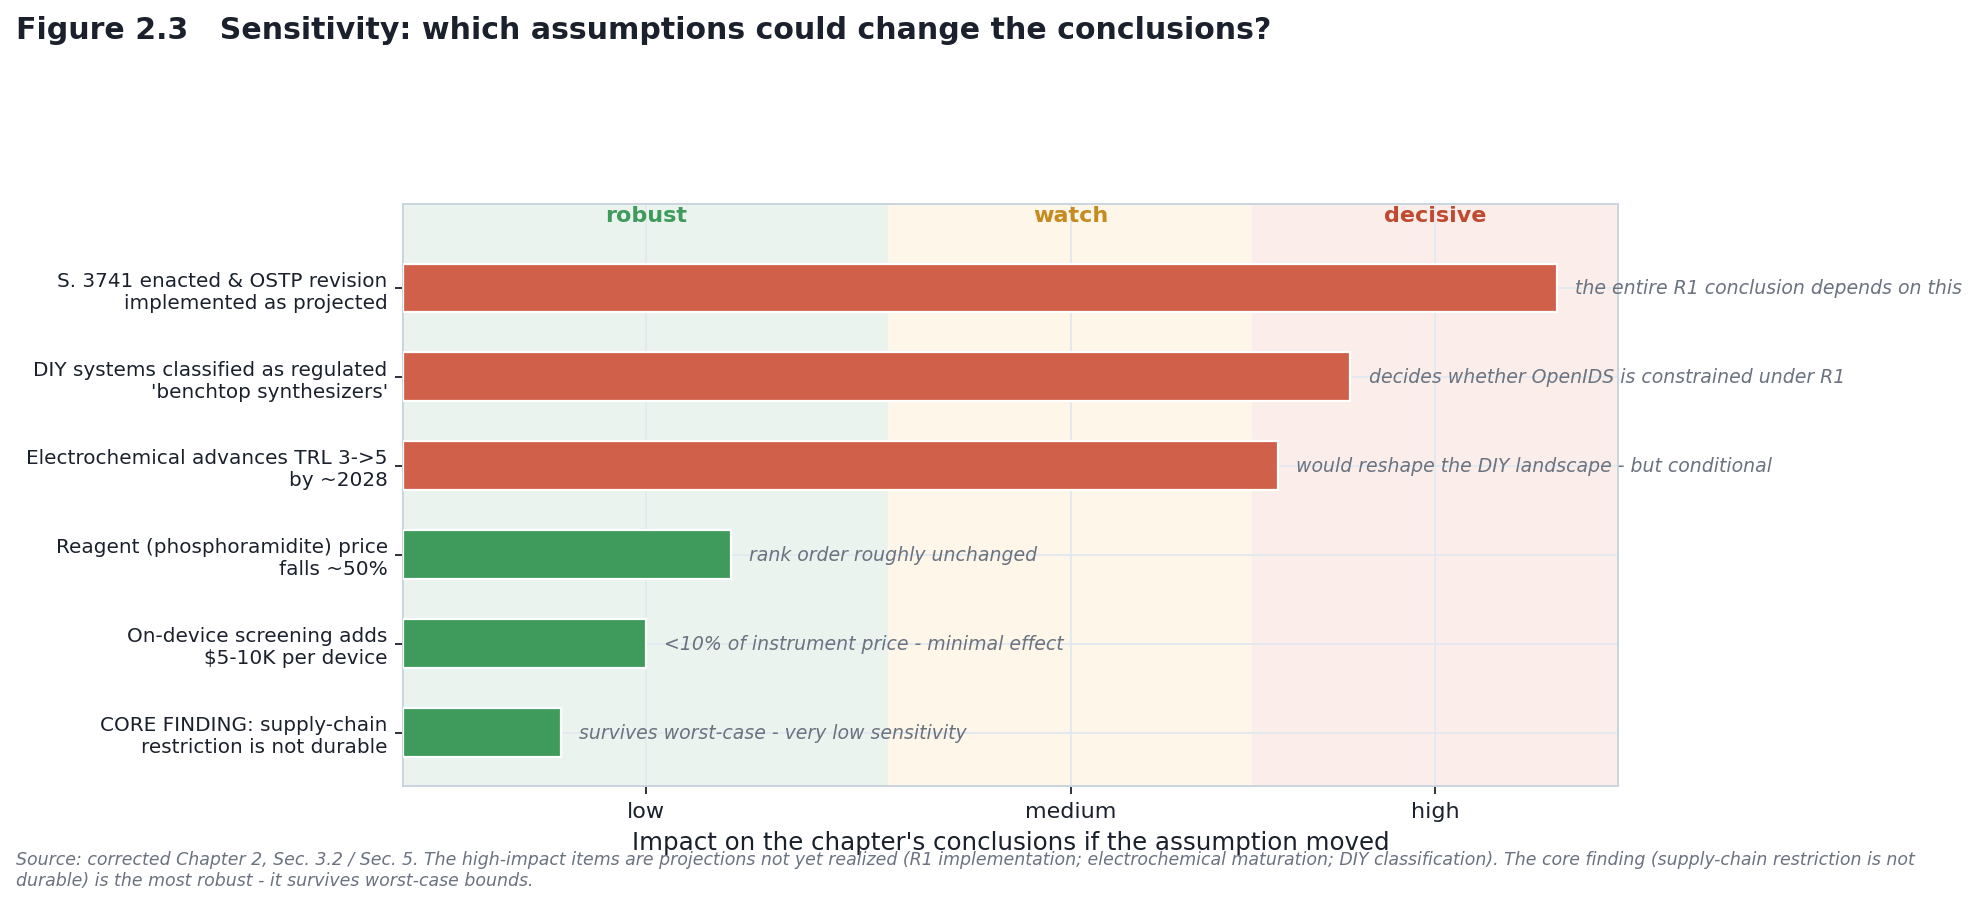 Figure 2.3   Sensitivity: which assumptions could change the conclusions?
robust
watch
decisive
S. 3741 enacted & OSTP revision
implemented as projected
the entire R1 conclusion depends on this
DIY systems classified as regulated
'benchtop synthesizers'
decides whether OpenIDS is constrained under R1
Electrochemical advances TRL 3->5
by ~2028
would reshape the DIY landscape - but conditional
Reagent (phosphoramidite) price
falls ~50%
rank order roughly unchanged
On-device screening adds
$5-10K per device
<10% of instrument price - minimal effect
CORE FINDING: supply-chain
restriction is not durable
survives worst-case - very low sensitivity
low
medium
high
Impact on the chapter's conclusions if the assumption moved
Source: corrected Chapter 2, Sec. 3.2 / Sec. 5. The high-impact items are projections not yet realized (R1 implementation; electrochemical maturation; DIY classification). The core finding (supply-chain restriction is not
durable) is the most robust - it survives worst-case bounds.